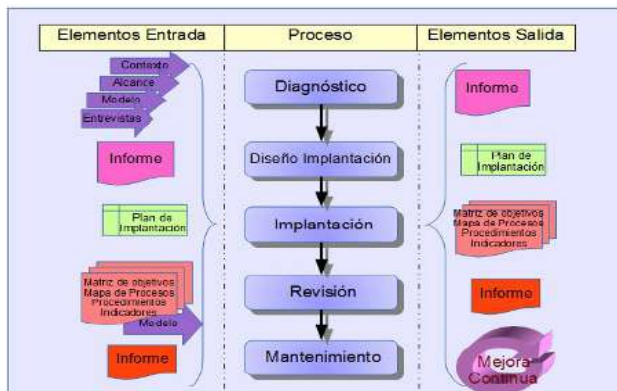 Elementos Entrada
Proceso
Elementos Salida
Contexto
Alcance
Modelo
Entrevistas
Informe
Plan de
Implantación
Matriz de objetivos
Mapa de Procesos
Procedimientos
Indicadores
Modelo
Informe
Diagnóstico
Diseño Implantación
Implantación
Revisión
Mantenimiento
Informe
Plan de
Implantación
Matriz de objetivos
Mapa de Procesos
Procedimientos
Indicadores
Informe
Mejora
Continua